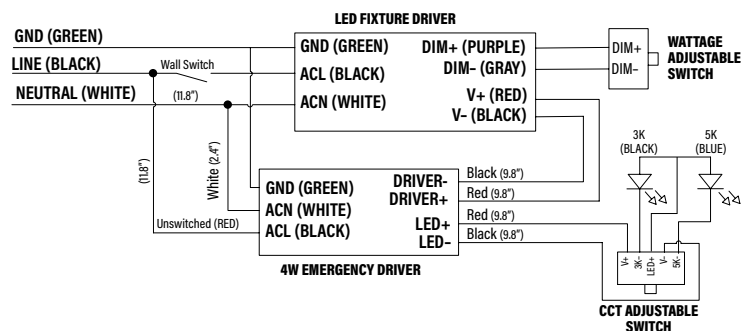 LED FIXTURE DRIVER
GND (GREEN)
LINE (BLACK)
Wall Switch
NEUTRAL (WHITE)
(11.8")
GND (GREEN)
ACL (BLACK)
ACN (WHITE)
DIM+ (PURPLE)
DIM- (GRAY)
V+ (RED)
V- (BLACK)
DIM+
DIM-
WATTAGE
ADJUSTABLE
SWITCH
(11.8")
White (2.4")
Unswitched (RED)
GND (GREEN)
ACN (WHITE)
ACL (BLACK)
DRIVER-
DRIVER+
LED+
LED-
Black (9.8")
Red (9.8")
Red (9.8")
Black (9.8")
4W EMERGENCY DRIVER
3K
(BLACK)
5K
(BLUE)
V+
3K-
LED+
V-
5K-
CCT ADJUSTABLE
SWITCH